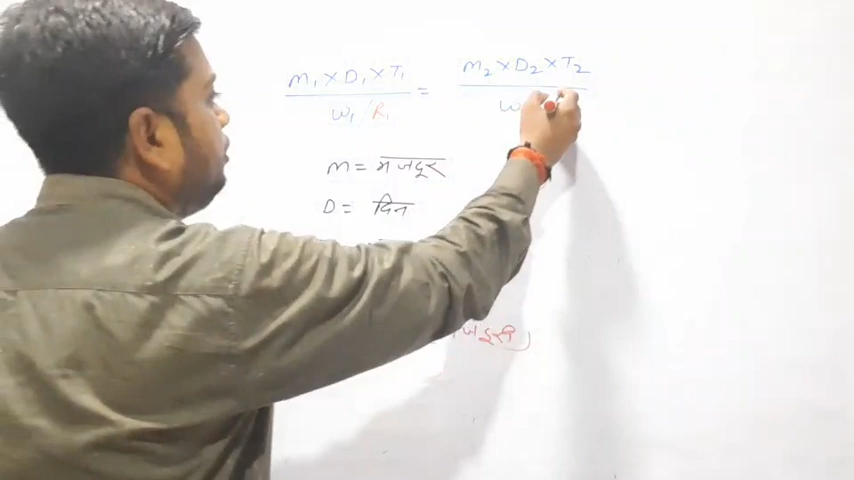 M₁ × D₁ × T₁ / W₁ / R₁ = M₂ × D₂ × T₂ / W
M = मजदूर
D = दिन